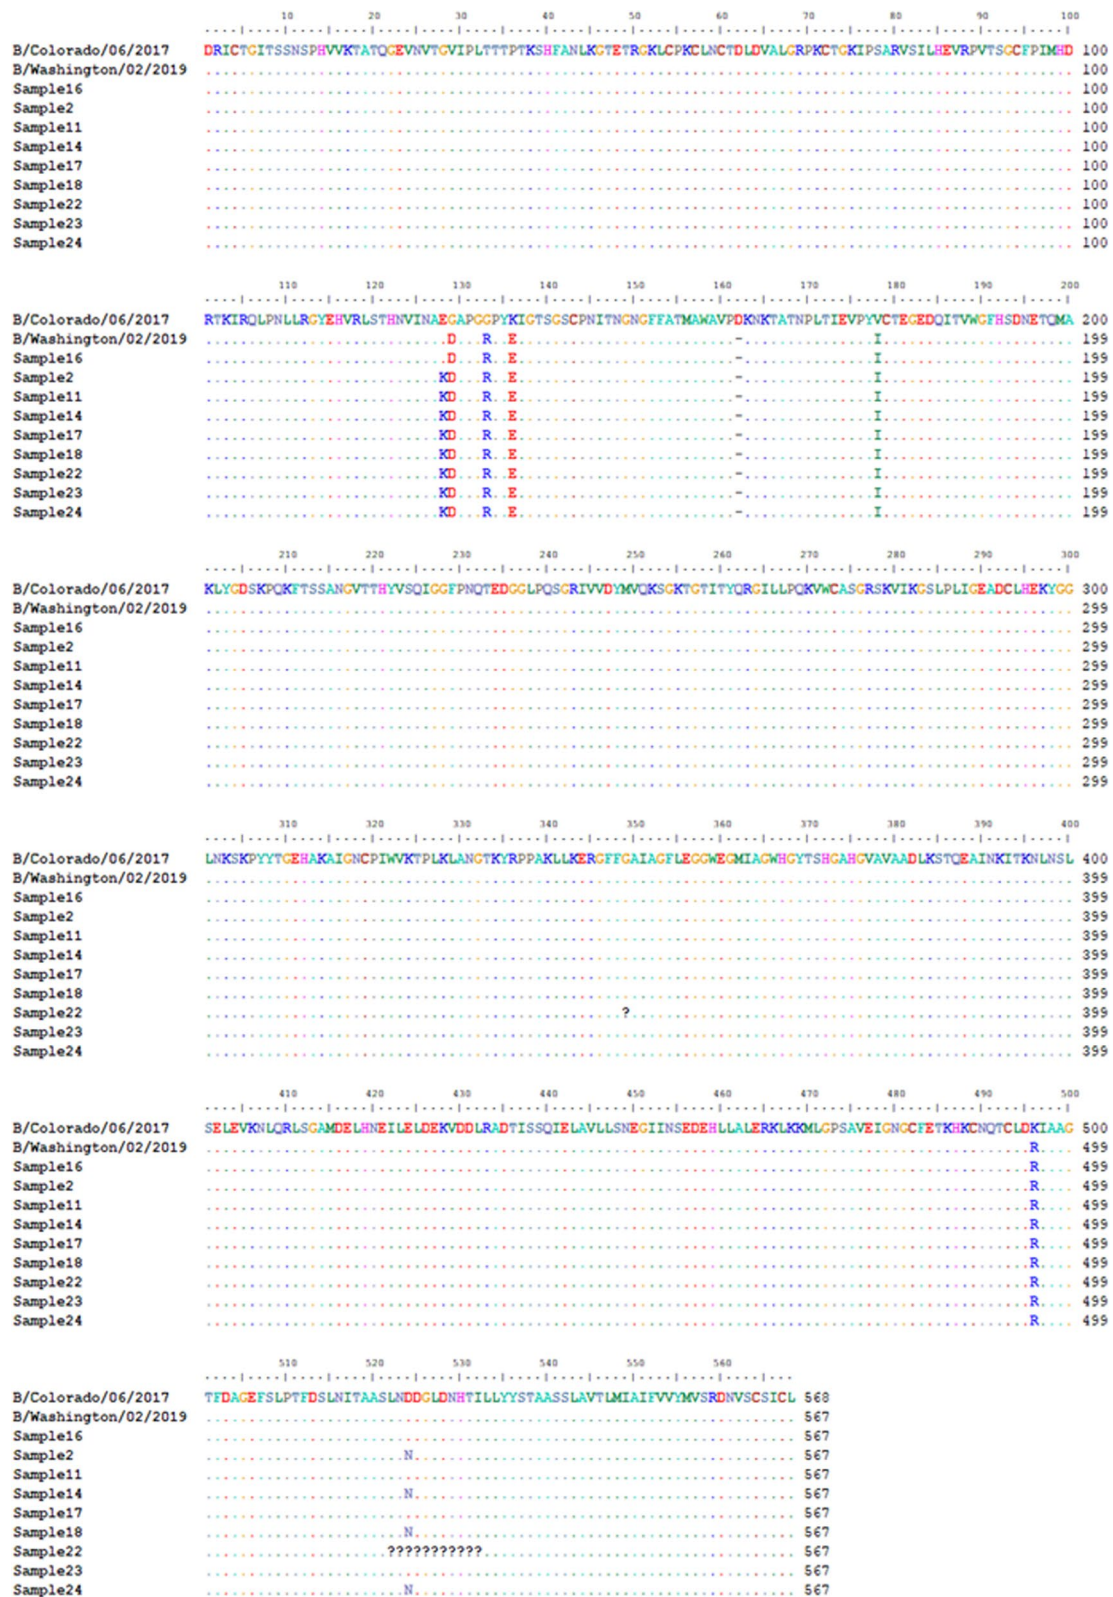 10 20 30 40 50 60 70 80 90 100
B/Colorado/06/2017 DRICTGITSSNSPHVVKTATQGEVNVTGVIPLTTTPTKSHFANLKGTETRGKLCPKCLNCTDLDVALGRPKCTGKIPSARVSILHEVRPVTSGCFPIMHD 100
B/Washington/02/2019 100
Sample16 100
Sample2 100
Sample11 100
Sample14 100
Sample17 100
Sample18 100
Sample22 100
Sample23 100
Sample24 100
110 120 130 140 150 160 170 180 190 200
B/Colorado/06/2017 RTKIRQLPNLLRGYEHVRLSTHNVINAEGAPGGPYKIGTSGSCPNITNGNGFFATMAWAVPDKNKTATNPLTIEVPYVCTEGEDQITVWGFHSDNETQMA 200
B/Washington/02/2019 D R E - I 199
Sample16 D R E - I 199
Sample2 KD R E - I 199
Sample11 KD R E - I 199
Sample14 KD R E - I 199
Sample17 KD R E - I 199
Sample18 KD R E - I 199
Sample22 KD R E - I 199
Sample23 KD R E - I 199
Sample24 KD R E - I 199
210 220 230 240 250 260 270 280 290 300
B/Colorado/06/2017 KLYGDSKPQKFTSSANGVTTHYVSQIGGFPNQTEDGGLPQSGRIVVDYMVQKSGKTGTITYQRGILLPQKVWCASGRSKVIKGSLPLIGEADCLHEKYGG 300
B/Washington/02/2019 299
Sample16 299
Sample2 299
Sample11 299
Sample14 299
Sample17 299
Sample18 299
Sample22 299
Sample23 299
Sample24 299
310 320 330 340 350 360 370 380 390 400
B/Colorado/06/2017 LNKSKPYYTGEHAKAIGNCPIWVKTPLKLANGTKYRPPAKLLKERGFFGAIAGFLEGGWEGMIAGWHGYTSHGAHGVAVAADLKSTQEAINKITKNLNSL 400
B/Washington/02/2019 399
Sample16 399
Sample2 399
Sample11 399
Sample14 399
Sample17 399
Sample18 399
Sample22 ? 399
Sample23 399
Sample24 399
410 420 430 440 450 460 470 480 490 500
B/Colorado/06/2017 SELEVKNLQRLSGAMDELHNEILELDEKVDDLRADTISSQIELAVLLSNEGIINSEDEHLLALERKLKKMLGPSAVEIGNGCFETKHKCNQTCLDKIAAG 500
B/Washington/02/2019 R 499
Sample16 R 499
Sample2 R 499
Sample11 R 499
Sample14 R 499
Sample17 R 499
Sample18 R 499
Sample22 R 499
Sample23 R 499
Sample24 R 499
510 520 530 540 550 560
B/Colorado/06/2017 TFDAGEFSLPTFDSLNITAASLNDDGLDNHTILLYYSTAASSLAVTLMIAIFVVYMVSRDNVSCSICL 568
B/Washington/02/2019 567
Sample16 567
Sample2 N 567
Sample11 567
Sample14 N 567
Sample17 567
Sample18 N 567
Sample22 ??????????? 567
Sample23 567
Sample24 N 567